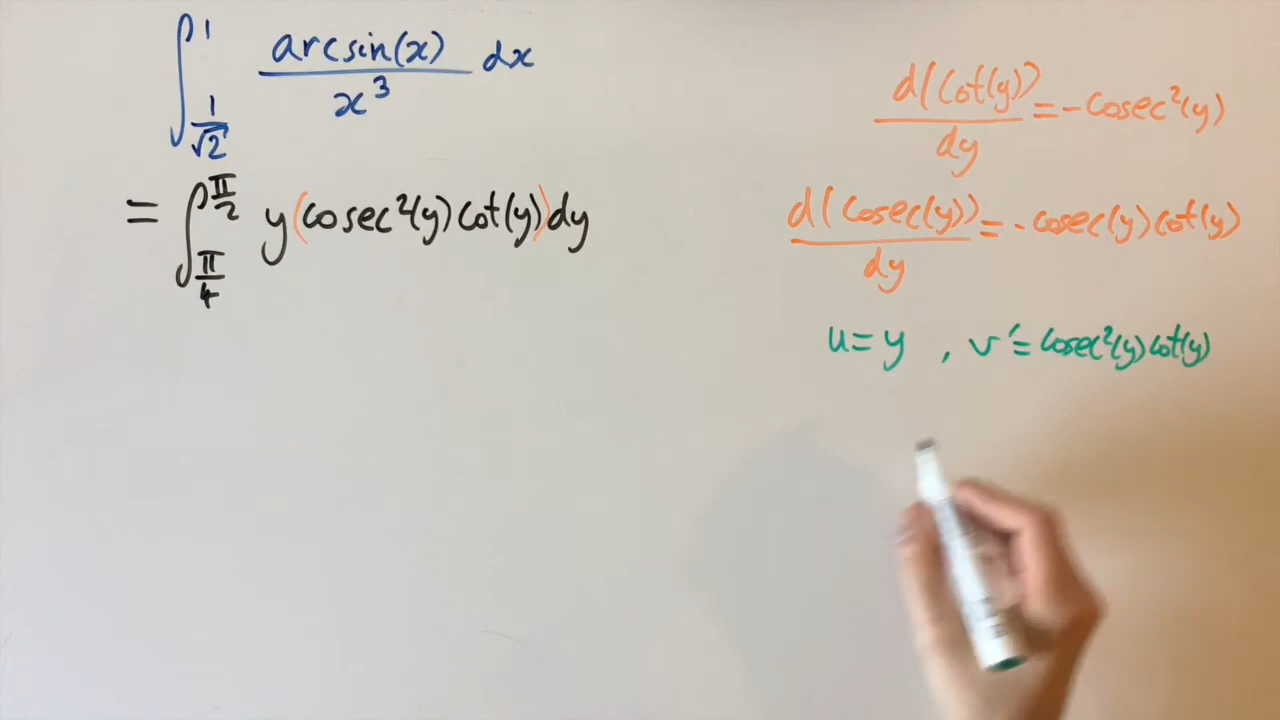 ∫_{1/√2}^{1} arcsin(x)/x³ dx
= ∫_{π/4}^{π/2} y(cosec²(y)cot(y))dy
d(cot(y))/dy = -cosec²(y)
d(cosec(y))/dy = -cosec(y)cot(y)
u = y , v' = cosec²(y)cot(y)